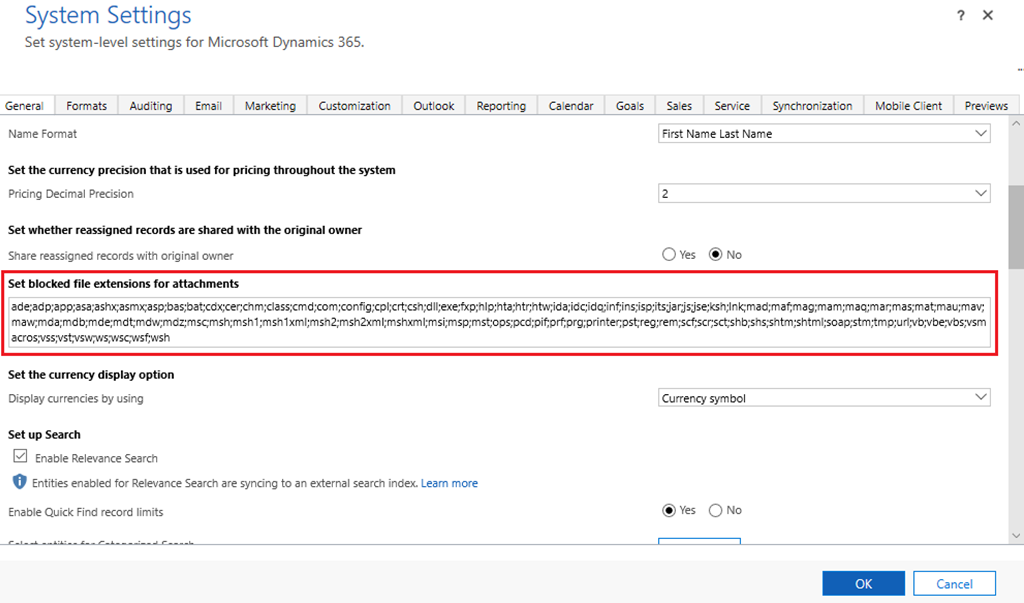 System Settings
? ×
Set system-level settings for Microsoft Dynamics 365.
General Formats Auditing Email Marketing Customization Outlook Reporting Calendar Goals Sales Service Synchronization Mobile Client Previews
Name Format First Name Last Name
Set the currency precision that is used for pricing throughout the system
Pricing Decimal Precision 2
Set whether reassigned records are shared with the original owner
Share reassigned records with original owner Yes No
Set blocked file extensions for attachments
ade;adp;app;asa;ashx;asmx;asp;bas;bat;cdx;cer;chm;class;cmd;com;config;cpl;crt;csh;dll;exe;fxp;hlp;hta;htr;htw;ida;idc;idq;inf;ins;isp;its;jar;js;jse;ksh;lnk;mad;maf;mag;mam;maq;mar;mas;mat;mau;mav;
maw;mda;mdb;mde;mdt;mdw;mdz;msc;msh;msh1;msh1xml;msh2;msh2xml;mshxml;msi;msp;mst;ops;pcd;pif;prf;prg;printer;pst;reg;rem;scf;scr;sct;shb;shs;shtm;shtml;soap;stm;tmp;url;vb;vbe;vbs;vsm
acros;vss;vst;vsw;ws;wsc;wsf;wsh
Set the currency display option
Display currencies by using Currency symbol
Set up Search
Enable Relevance Search
Entities enabled for Relevance Search are syncing to an external search index. Learn more
Enable Quick Find record limits Yes No
Select entities for Categorized Search
OK Cancel